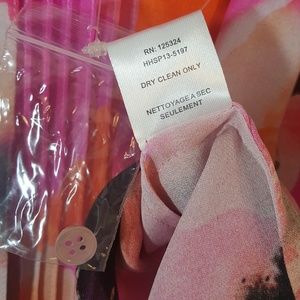 RN: 125324
HHSP13-5197
DRY CLEAN ONLY
NETTOYAGE A SEC
SEULEMENT